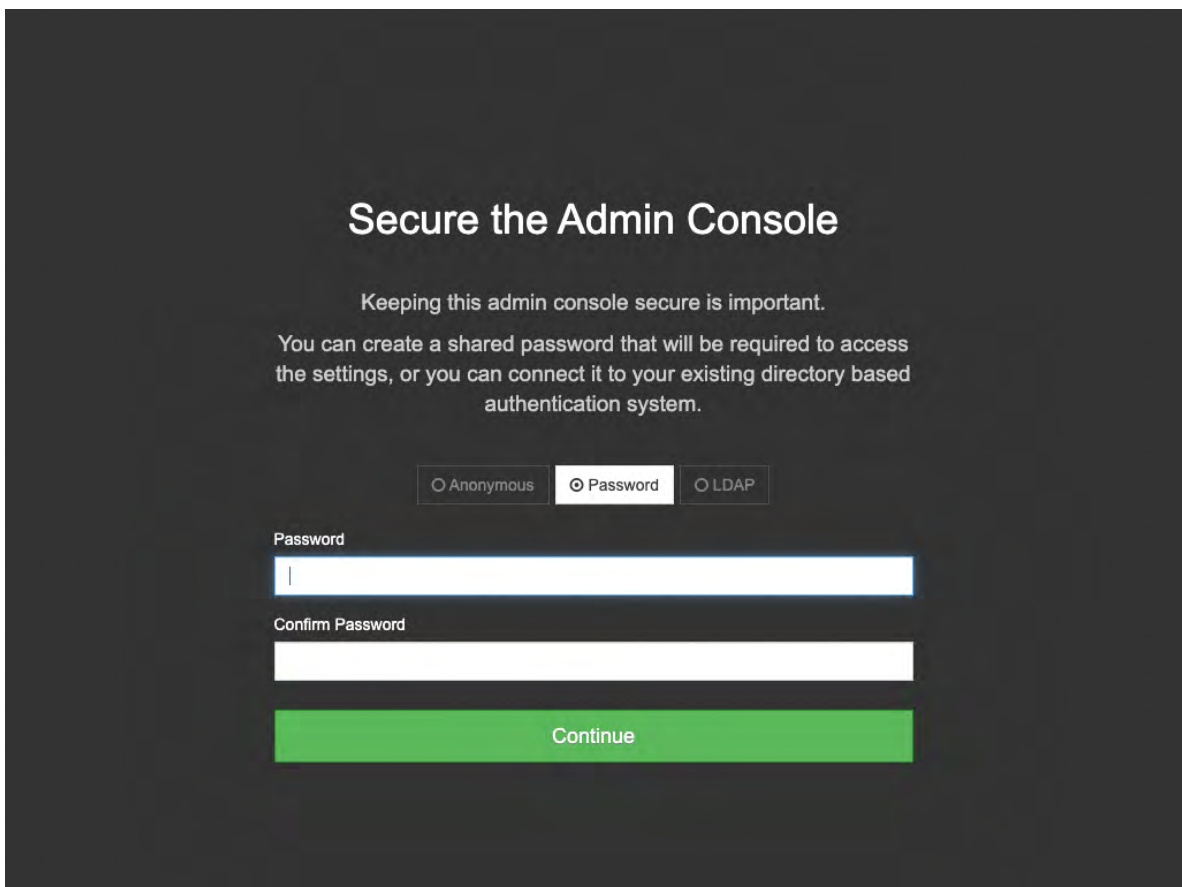 Secure the Admin Console
Keeping this admin console secure is important.
You can create a shared password that will be required to access
the settings, or you can connect it to your existing directory based
authentication system.
Anonymous Password LDAP
Password
Confirm Password
Continue